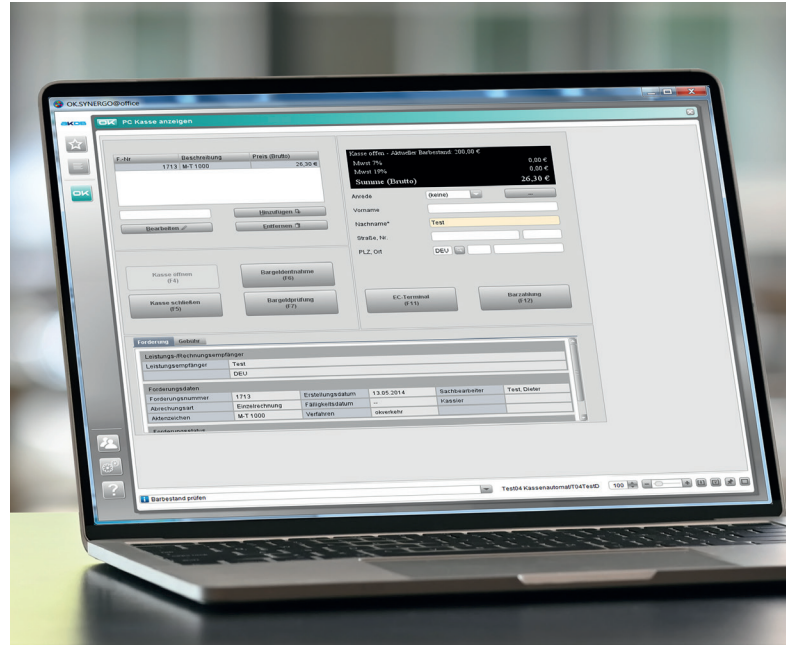 OK.SYNERGO@office
AKDB OK PC Kasse anzeigen
F.-Nr Beschreibung Preis (Brutto)
1713 M-T 1000 26,30 €
Hinzufügen
Bearbeiten Entfernen
Kasse offen - Aktueller Barbestand: 200,00 €
Mwst 7% 0,00 €
Mwst 19% 0,00 €
Summe (Brutto) 26,30 €
Anrede (keine) ...
Vorname
Nachname* Test
Straße, Nr.
PLZ, Ort DEU
OK
Kasse öffnen (F4)
Bargeldentnahme (F6)
Kasse schließen (F5)
Bargeldprüfung (F7)
EC-Terminal (F11)
Barzahlung (F12)
Forderung Gebühr
Leistungs-/Rechnungsempfänger
Leistungsempfänger Test
DEU
Forderungsdaten
Forderungsnummer 1713 Erstellungsdatum 13.05.2014 Sachbearbeiter Test, Dieter
Abrechungsart Einzelrechnung Fälligkeitsdatum -- Kassier
Aktenzeichen M-T 1000 Verfahren okverkehr
Forderungsstatus
?
Barbestand prüfen
Test04 Kassenautomat/T04TestD 100